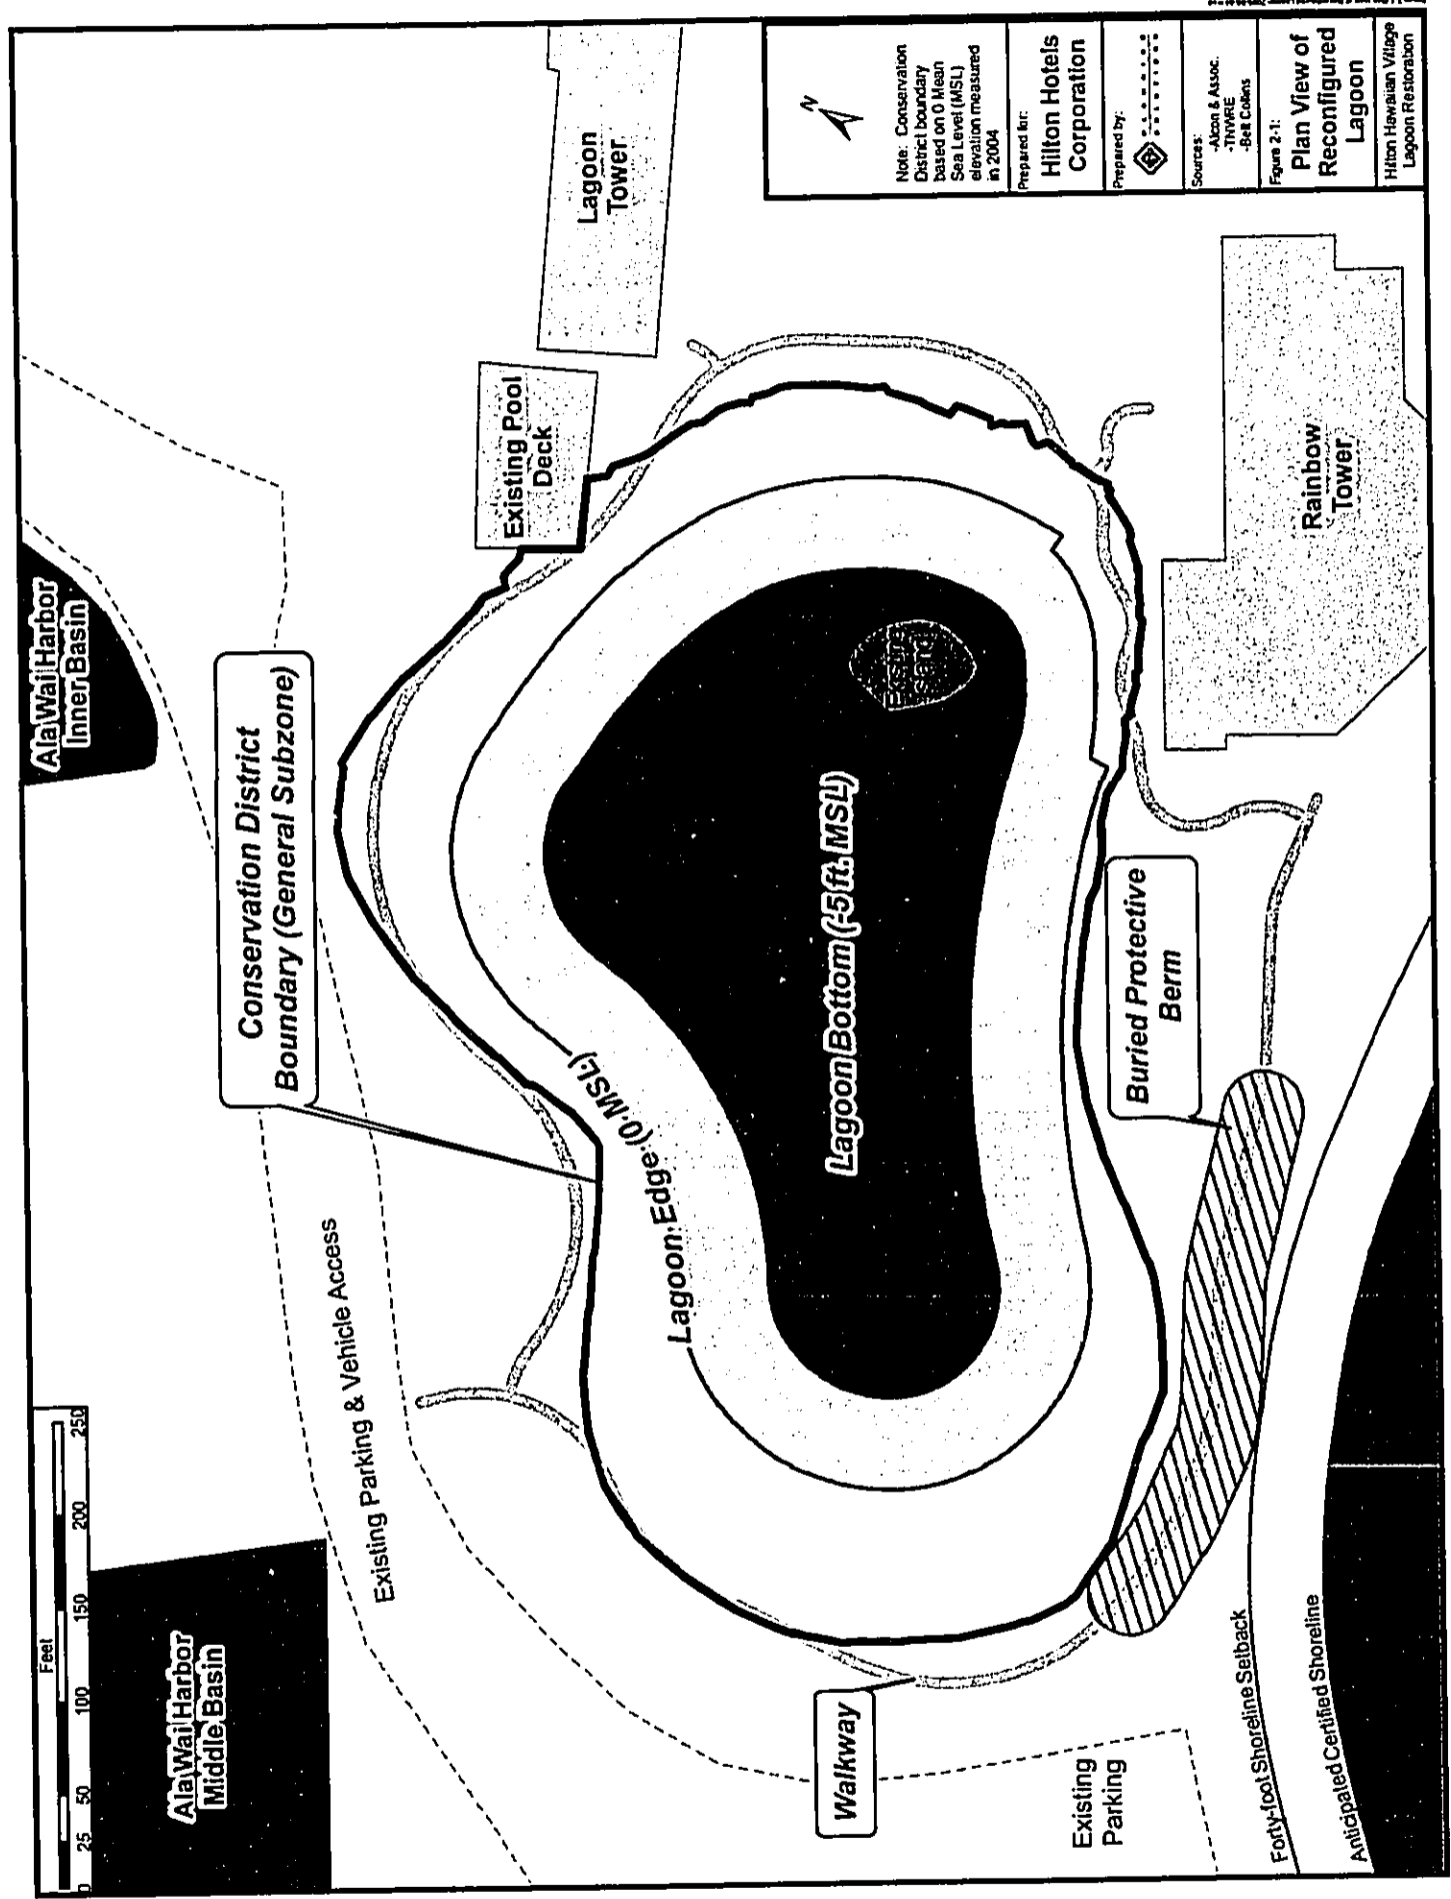 Ala Wai Harbor
Inner Basin
Ala Wai Harbor
Middle Basin
Feet
0 25 50 100 150 200 250
Existing Parking & Vehicle Access
Conservation District
Boundary (General Subzone)
Existing Pool
Deck
Lagoon
Tower
Lagoon Edge (0 MSL)
Lagoon Bottom (-5 ft. MSL)
Existing
Island
Walkway
Existing
Parking
Buried Protective
Berm
Rainbow
Tower
Forty-foot Shoreline Setback
Anticipated Certified Shoreline
N
Note: Conservation
District boundary
based on 0 Mean
Sea Level (MSL)
elevation measured
in 2004
Prepared for:
Hilton Hotels
Corporation
Prepared by:
Sources:
-Alcon & Assoc.
-TNWRE
-Belt Collins
Figure 2-1:
Plan View of
Reconfigured
Lagoon
Hilton Hawaiian Village
Lagoon Restoration